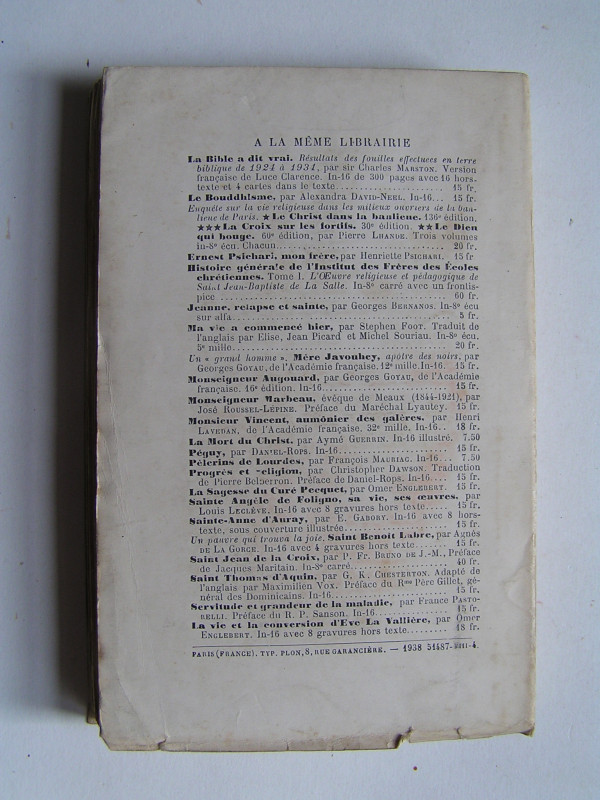 A LA MÊME LIBRAIRIE
La Bible a dit vrai. Résultats des fouilles effectuées en terre
biblique de 1924 à 1934, par sir Charles MARSTON. Version
française de Luce Clarence. In-16 de 300 pages avec 16 hors-
texte et 4 cartes dans le texte.................... 15 fr.
Le Bouddhisme, par Alexandra DAVID-NEEL. In-16... 15 fr.
Enquête sur la vie religieuse dans les milieux ouvriers de la ban-
lieue de Paris. ★ Le Christ dans la banlieue. 136e édition.
★★★ La Croix sur les fortifs. 30e édition. ★★ Le Dieu
qui bouge. 60e édition, par Pierre LHANDE. Trois volumes
in-8º écu. Chacun.................... 20 fr.
Ernest Psichari, mon frère, par Henriette PSICHARI. 15 fr
Histoire générale de l'Institut des Frères des Écoles
chrétiennes. Tome I. L'Œuvre religieuse et pédagogique de
Saint Jean-Baptiste de La Salle. In-8º carré avec un frontis-
pice .................... 60 fr.
Jeanne, relapse et sainte, par Georges BERNANOS. In-8º écu
sur alfa.................... 5 fr.
Ma vie a commencé hier, par Stephen FOOT. Traduit de
l'anglais par Elise, Jean Picard et Michel Souriau. In-8º écu.
5e mille.................... 20 fr.
Un « grand homme ». Mère Javouhey, apôtre des noirs, par
Georges GOYAU, de l'Académie française. 12e mille. In-16. 15 fr.
Monseigneur Augouard, par Georges GOYAU, de l'Académie
française. 16e édition. In-16.................... 15 fr.
Monseigneur Marbeau, évêque de Meaux (1844-1921), par
José ROUSSEL-LÉPINE. Préface du Maréchal Lyautey. 15 fr.
Monsieur Vincent, aumônier des galères, par Henri
LAVEDAN, de l'Académie française. 32e mille. In-16.. 18 fr.
La Mort du Christ, par Aymé GUERRIN. In-16 illustré. 7.50
Péguy, par DANIEL-ROPS. In-16.................... 15 fr.
Pèlerins de Lourdes, par François MAURIAC. In-16... 7.50
Progrès et religion, par Christopher DAWSON. Traduction
de Pierre Belperron. Préface de Daniel-Rops. In-16.... 15 fr.
La Sagesse du Curé Pecquet, par Omer ENGLEBERT. 15 fr.
Sainte Angèle de Foligno, sa vie, ses œuvres, par
Louis LECLÈVE. In-16 avec 8 gravures hors texte..... 15 fr.
Sainte-Anne d'Auray, par E. GABORY. In-16 avec 8 hors-
texte, sous couverture illustrée.................... 15 fr.
Un pauvre qui trouva la joie. Saint Benoît Labre, par Agnès
DE LA GORCE. In-16 avec 4 gravures hors texte........ 15 fr.
Saint Jean de la Croix, par P. Fr. BRUNO DE J.-M., Préface
de Jacques Maritain. In-8º carré.................... 40 fr.
Saint Thomas d'Aquin, par G. K. CHESTERTON. Adapté de
l'anglais par Maximilien Vox. Préface du Rme Père Gillet, gé-
néral des Dominicains. In-16.................... 15 fr.
Servitude et grandeur de la maladie, par France PASTO-
RELLI. Préface du R. P. Sanson. In-16.................... 15 fr.
La vie et la conversion d'Eve La Vallière, par Omer
ENGLEBERT. In-16 avec 8 gravures hors texte......... 18 fr.
PARIS (FRANCE). TYP. PLON, 8, RUE GARANCIÈRE. — 1938 51487-VIII-4.